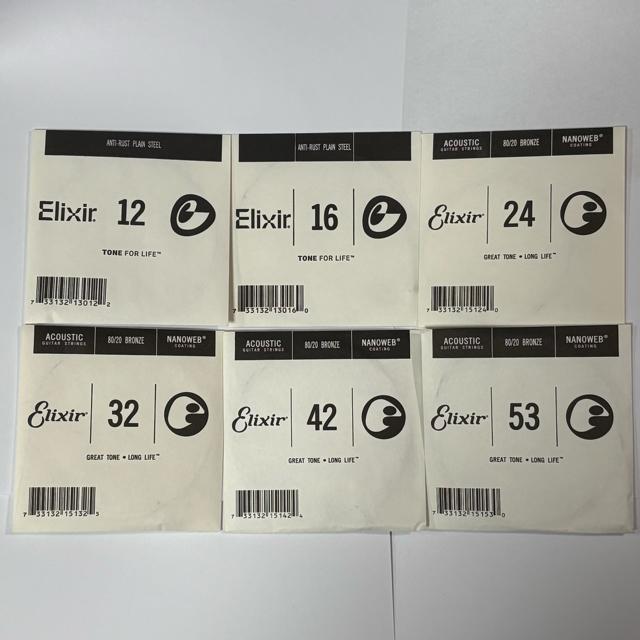 ANTI-RUST PLAIN STEEL
Elixir 12
TONE FOR LIFE™
7 33132 13012 2
ANTI-RUST PLAIN STEEL
Elixir 16
TONE FOR LIFE™
7 33132 13016 0
ACOUSTIC 80/20 BRONZE NANOWEB®
GUITAR STRINGS COATING
Elixir 24
GREAT TONE • LONG LIFE™
7 33132 15124 0
ACOUSTIC 80/20 BRONZE NANOWEB®
GUITAR STRINGS COATING
Elixir 32
GREAT TONE • LONG LIFE™
7 33132 15132 5
ACOUSTIC 80/20 BRONZE NANOWEB®
GUITAR STRINGS COATING
Elixir 42
GREAT TONE • LONG LIFE™
7 33132 15142 4
ACOUSTIC 80/20 BRONZE NANOWEB®
GUITAR STRINGS COATING
Elixir 53
GREAT TONE • LONG LIFE™
7 33132 15153 0